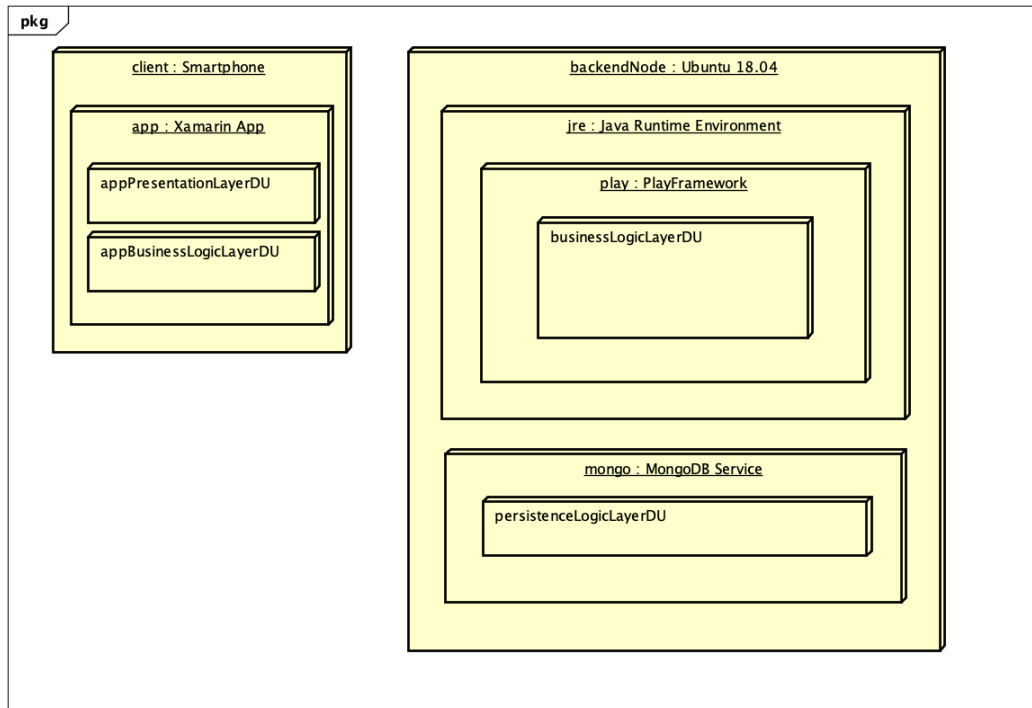 pkg
client : Smartphone
app : Xamarin App
appPresentationLayerDU
appBusinessLogicLayerDU
backendNode : Ubuntu 18.04
jre : Java Runtime Environment
play : PlayFramework
businessLogicLayerDU
mongo : MongoDB Service
persistenceLogicLayerDU